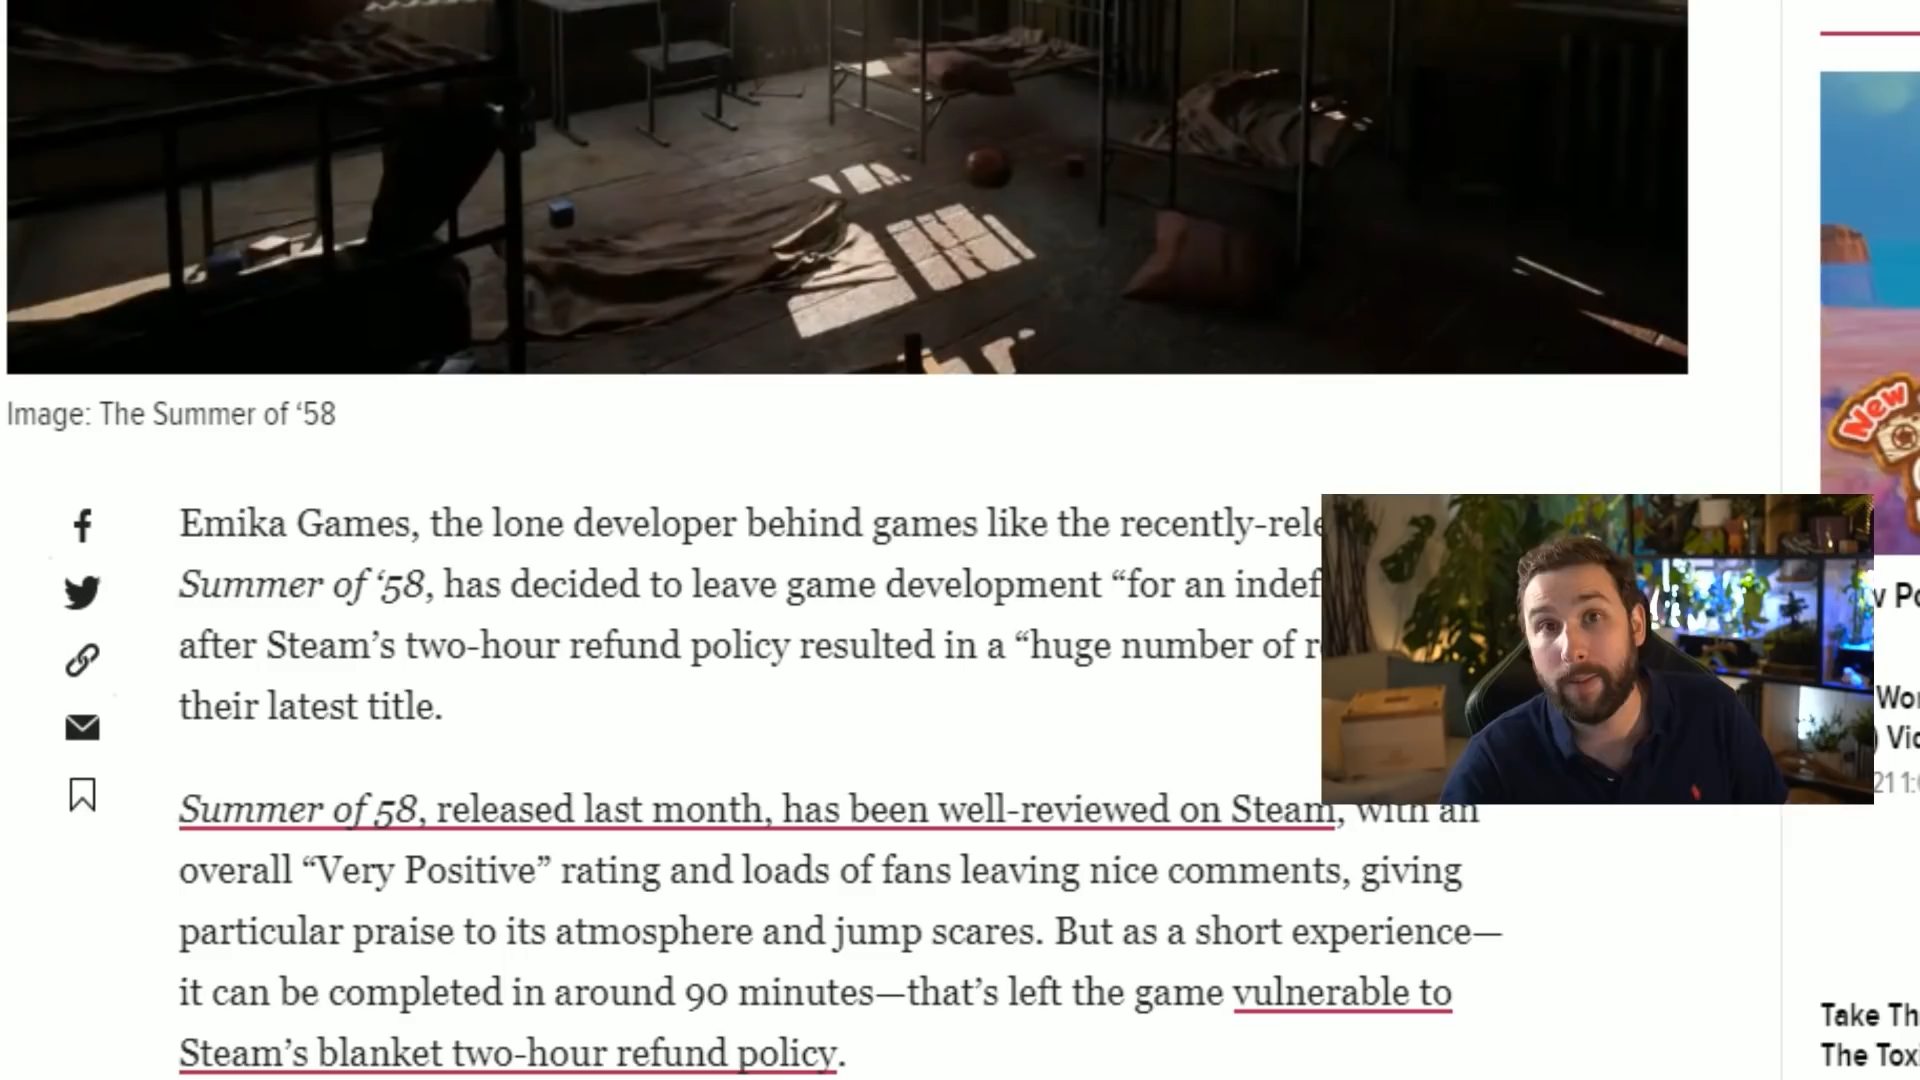 Image: The Summer of ‘58
Emika Games, the lone developer behind games like the recently-rele
Summer of ‘58, has decided to leave game development “for an indef
after Steam’s two-hour refund policy resulted in a “huge number of r
their latest title.
Summer of 58, released last month, has been well-reviewed on Steam, with an
overall “Very Positive” rating and loads of fans leaving nice comments, giving
particular praise to its atmosphere and jump scares. But as a short experience—
it can be completed in around 90 minutes—that’s left the game vulnerable to
Steam’s blanket two-hour refund policy.
New
Take Th
The Tox